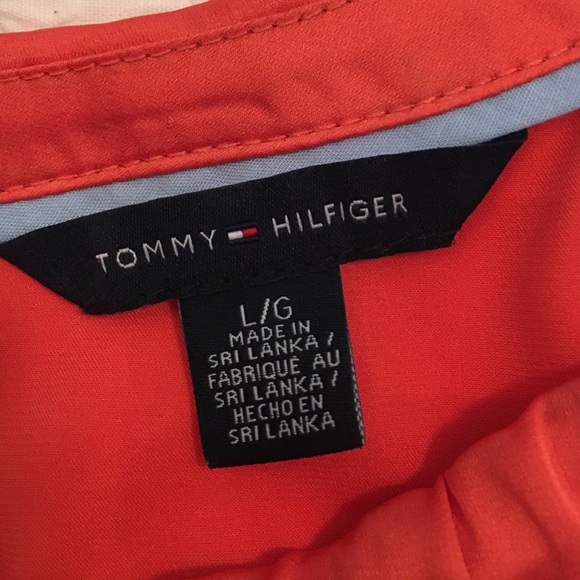 TOMMY HILFIGER
L/G
MADE IN
SRI LANKA /
FABRIQUÉ AU
SRI LANKA /
HECHO EN
SRI LANKA